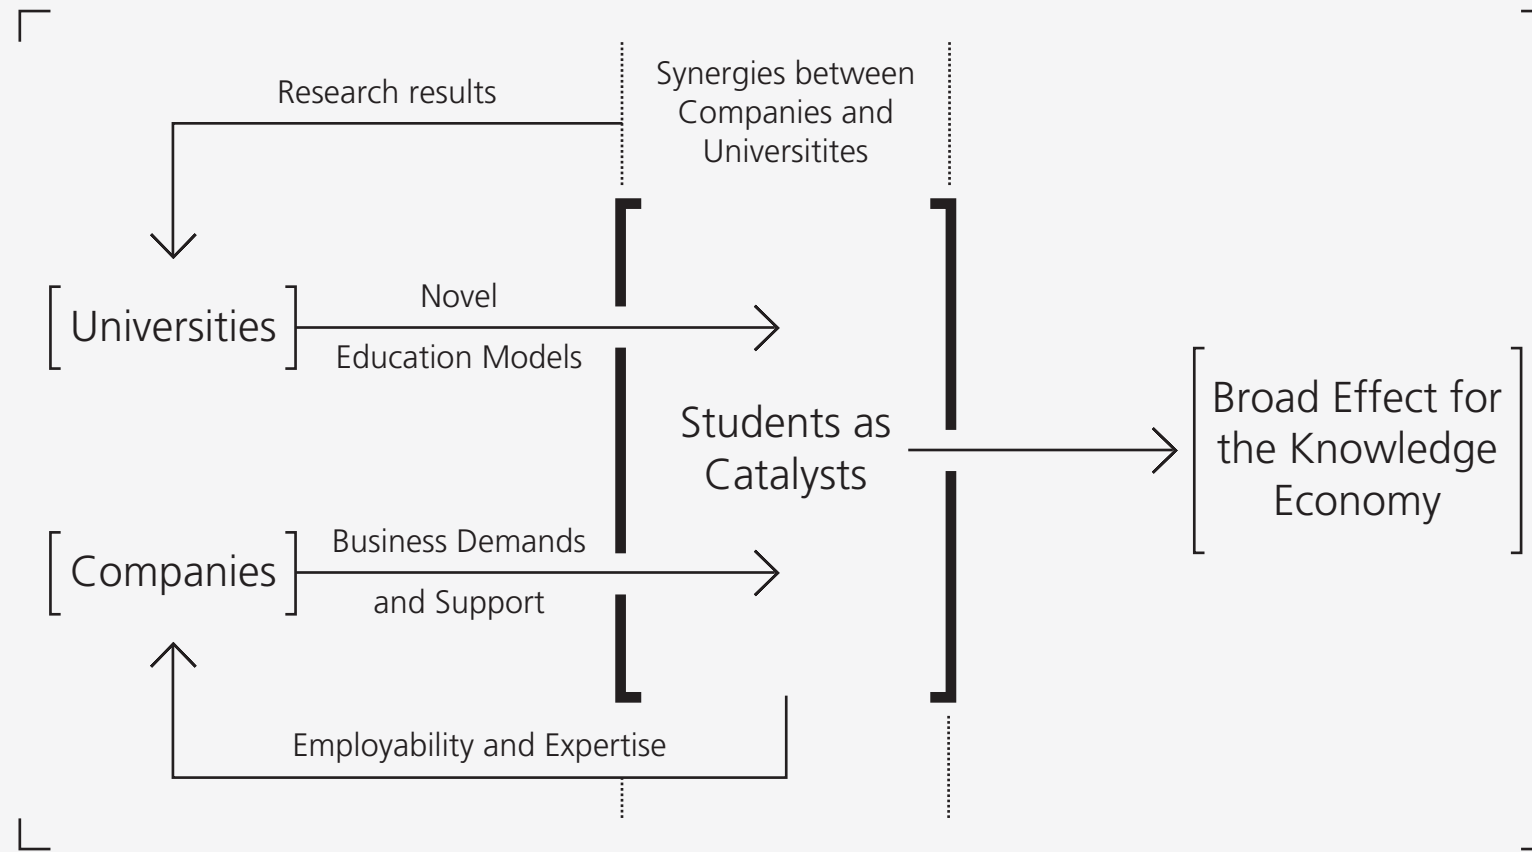 Research results
Synergies between
Companies and
Universitites
Universities
Novel
Education Models
Students as
Catalysts
Broad Effect for
the Knowledge
Economy
Companies
Business Demands
and Support
Employability and Expertise